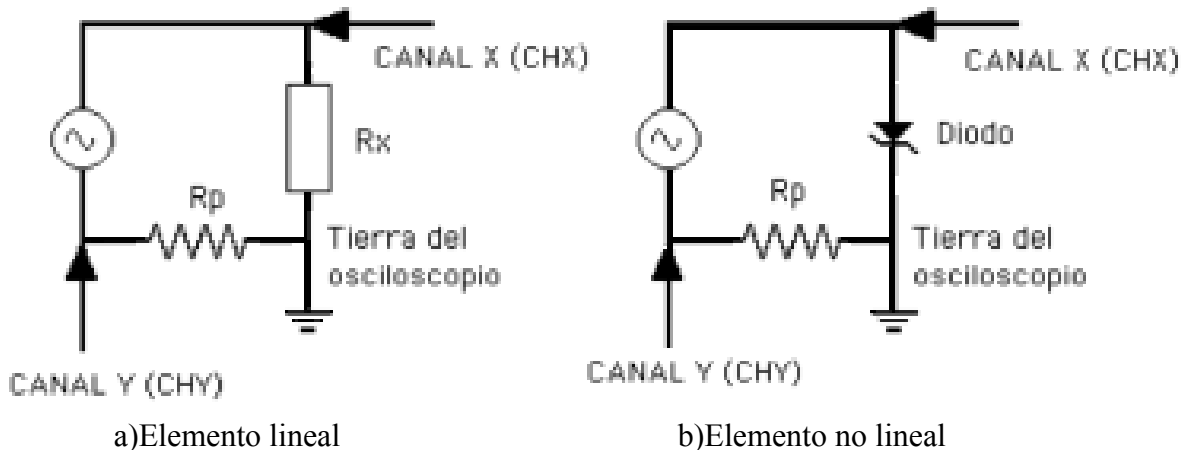 CANAL X (CHX)
Rx
Rp
Tierra del
osciloscopio
CANAL Y (CHY)
a)Elemento lineal
CANAL X (CHX)
Diodo
Rp
Tierra del
osciloscopio
CANAL Y (CHY)
b)Elemento no lineal